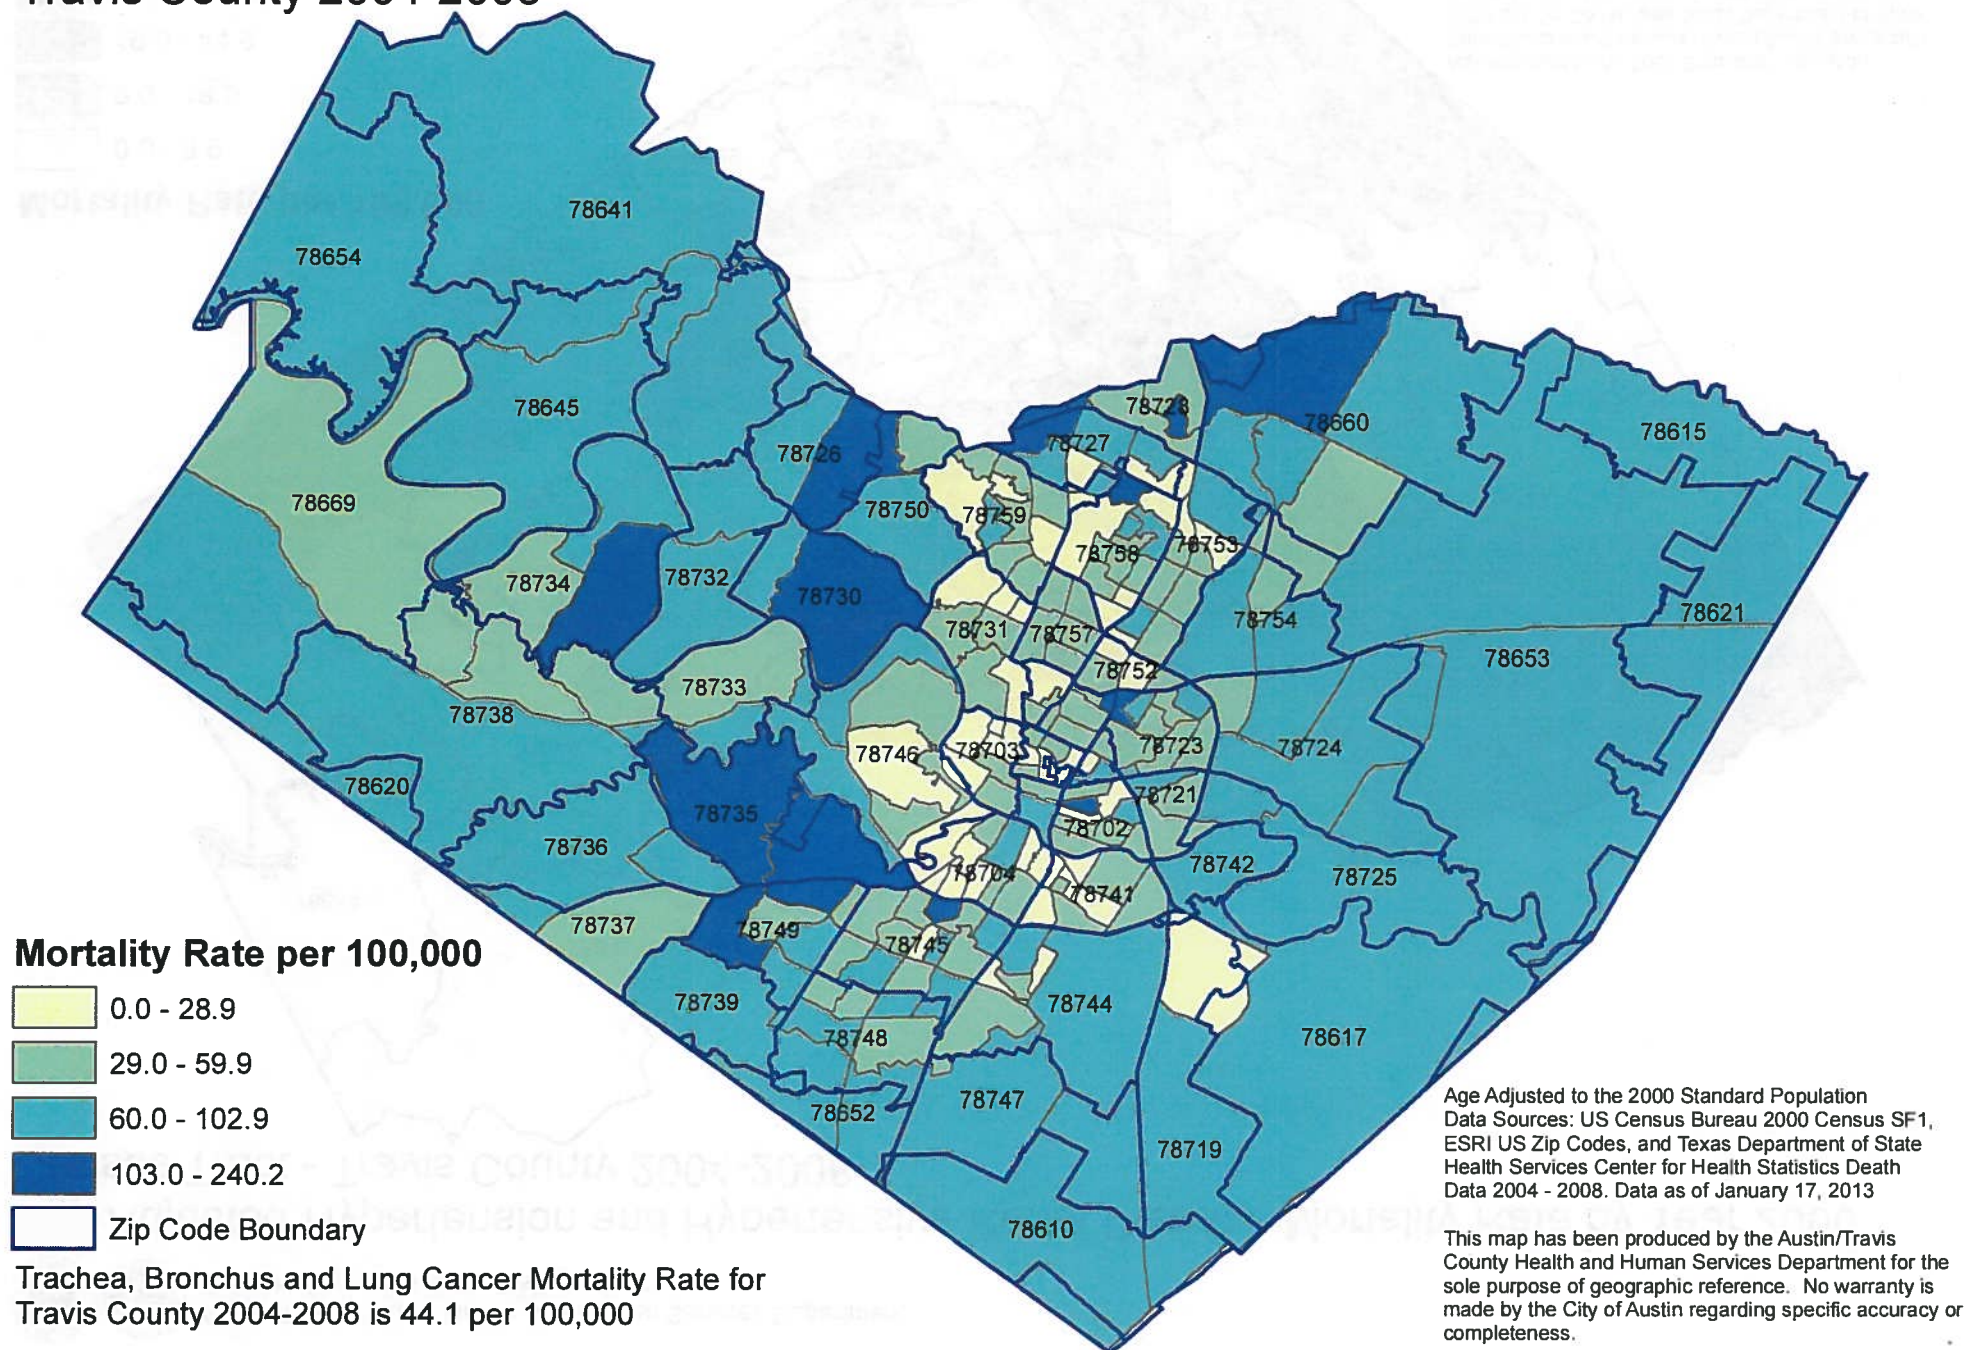 Travis County 2004-2008
78641
78654
78645
78728
78660
78615
78727
78726
78750
78759
78669
78758
78753
78734
78732
78730
78621
78754
78731
78757
78653
78752
78733
78738
78746
78703
78723
78724
78620
78721
78735
78702
78736
78742
78704
78725
78741
78737
78749
78745
78739
78744
78748
78617
78747
78652
78719
78610
Mortality Rate per 100,000
0.0 - 28.9
29.0 - 59.9
60.0 - 102.9
103.0 - 240.2
Zip Code Boundary
Trachea, Bronchus and Lung Cancer Mortality Rate for
Travis County 2004-2008 is 44.1 per 100,000
Age Adjusted to the 2000 Standard Population
Data Sources: US Census Bureau 2000 Census SF1,
ESRI US Zip Codes, and Texas Department of State
Health Services Center for Health Statistics Death
Data 2004 - 2008. Data as of January 17, 2013
This map has been produced by the Austin/Travis
County Health and Human Services Department for the
sole purpose of geographic reference. No warranty is
made by the City of Austin regarding specific accuracy or
completeness.